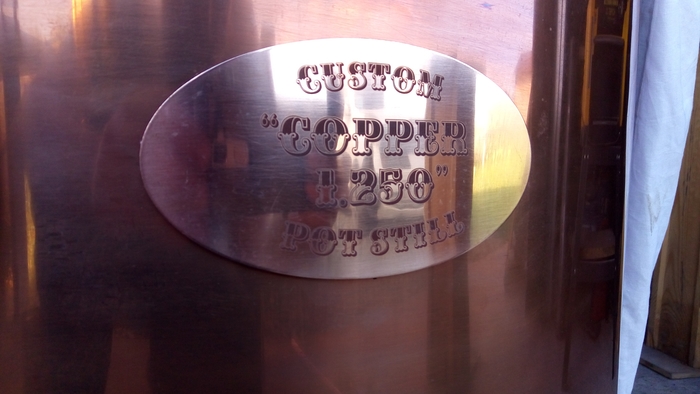 CUSTOM
"COPPER
1,250"
POT STILL